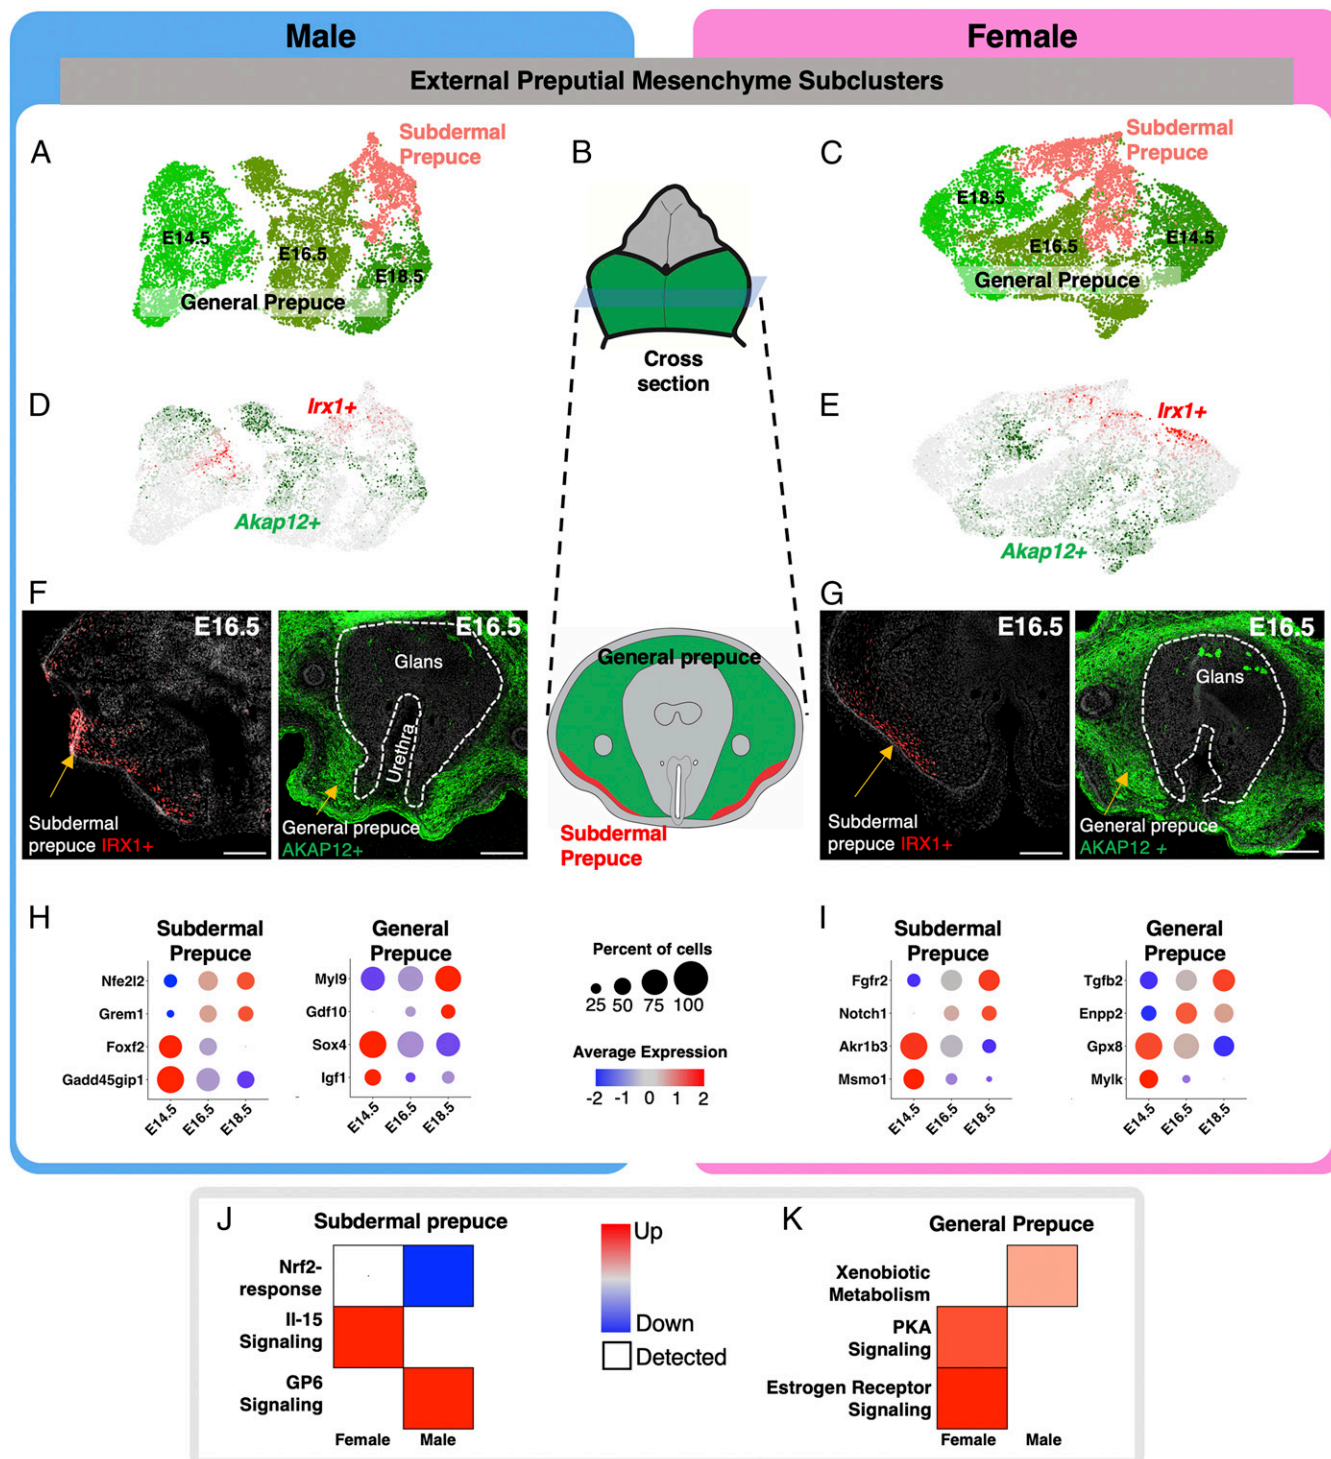 Male
Female
External Preputial Mesenchyme Subclusters
A
Subdermal
Prepuce
E14.5
E16.5
E18.5
General Prepuce
B
Cross
section
C
Subdermal
Prepuce
E18.5
E16.5
E14.5
General Prepuce
D
Irx1+
Akap12+
E
Irx1+
Akap12+
F
E16.5
Subdermal
prepuce IRX1+
E16.5
Glans
Urethra
General prepuce
AKAP12+
General prepuce
Subdermal
Prepuce
G
E16.5
Subdermal
prepuce IRX1+
E16.5
Glans
General prepuce
AKAP12 +
H
Subdermal
Prepuce
Nfe2l2
Grem1
Foxf2
Gadd45gip1
E14.5
E16.5
E18.5
General
Prepuce
Myl9
Gdf10
Sox4
Igf1
E14.5
E16.5
E18.5
Percent of cells
25 50 75 100
Average Expression
-2 -1 0 1 2
I
Subdermal
Prepuce
Fgfr2
Notch1
Akr1b3
Msmo1
E14.5
E16.5
E18.5
General
Prepuce
Tgfb2
Enpp2
Gpx8
Mylk
E14.5
E16.5
E18.5
J
Subdermal prepuce
Nrf2-
response
Il-15
Signaling
GP6
Signaling
Female Male
Up
Down
Detected
K
General Prepuce
Xenobiotic
Metabolism
PKA
Signaling
Estrogen Receptor
Signaling
Female Male